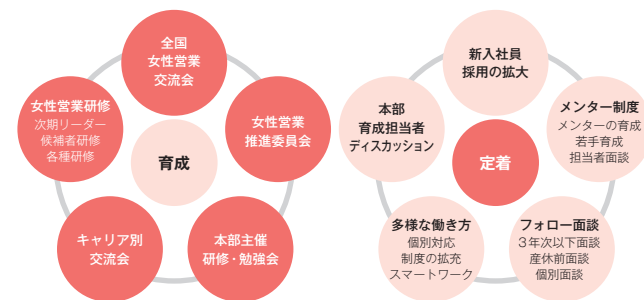 全国
女性営業
交流会
女性営業研修
次期リーダー
候補者研修
各種研修
女性営業
推進委員会
育成
キャリア別
交流会
本部主催
研修・勉強会
新入社員
採用の拡大
本部
育成担当者
ディスカッション
メンター制度
メンターの育成
若手育成
担当者面談
定着
多様な働き方
個別対応
制度の拡充
スマートワーク
フォロー面談
3年次以下面談
産休前面談
個別面談